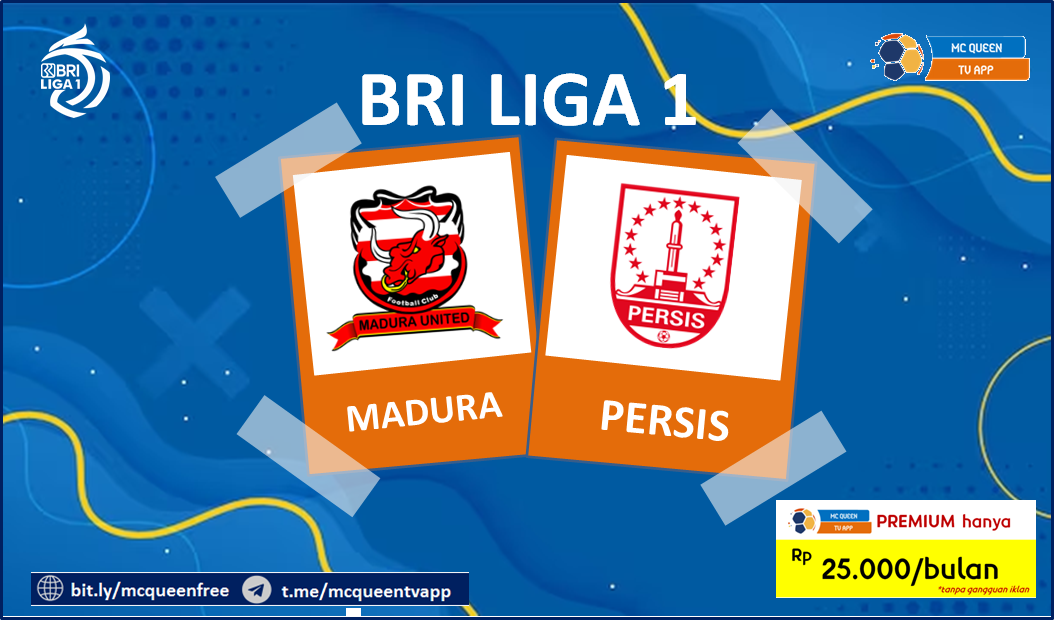 BRI
LIGA 1
MC QUEEN
TV APP
BRI LIGA 1
Football Club
MADURA UNITED
PERSIS
MADURA
PERSIS
MC QUEEN
TV APP
PREMIUM hanya
Rp 25.000/bulan
*tanpa gangguan iklan
bit.ly/mcqueenfree
t.me/mcqueentvapp